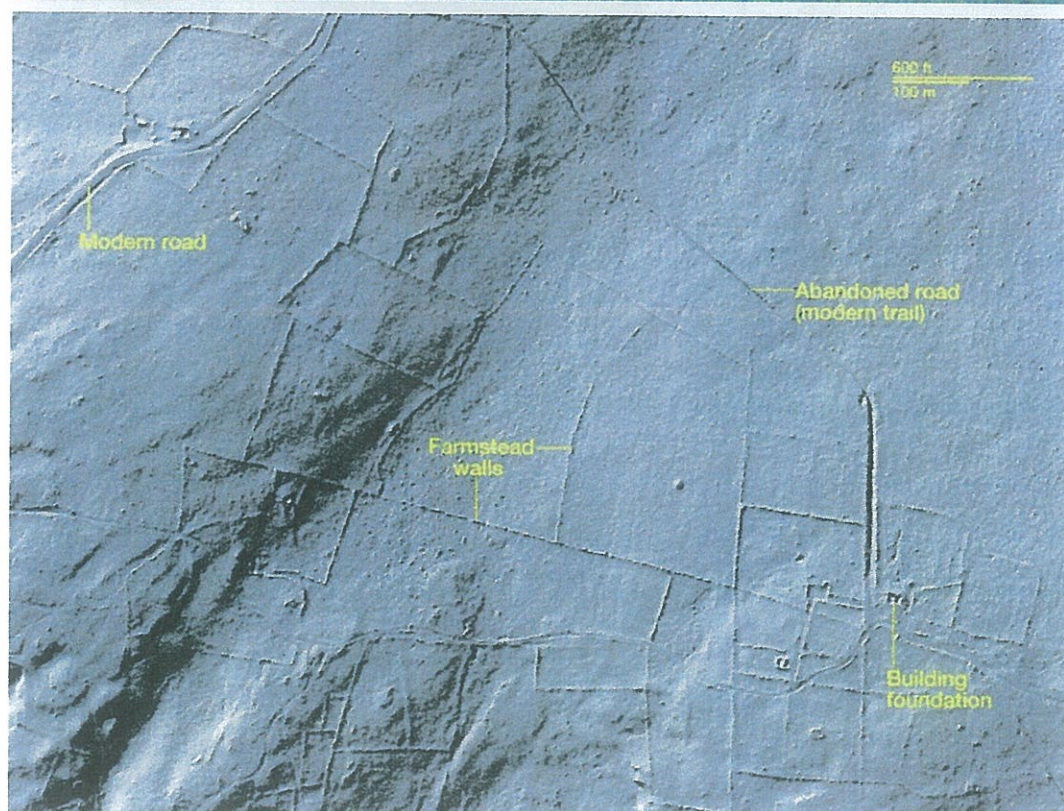 600 ft
100 m
Modern road
Abandoned road
(modern trail)
Farmstead
walls
Building
foundation